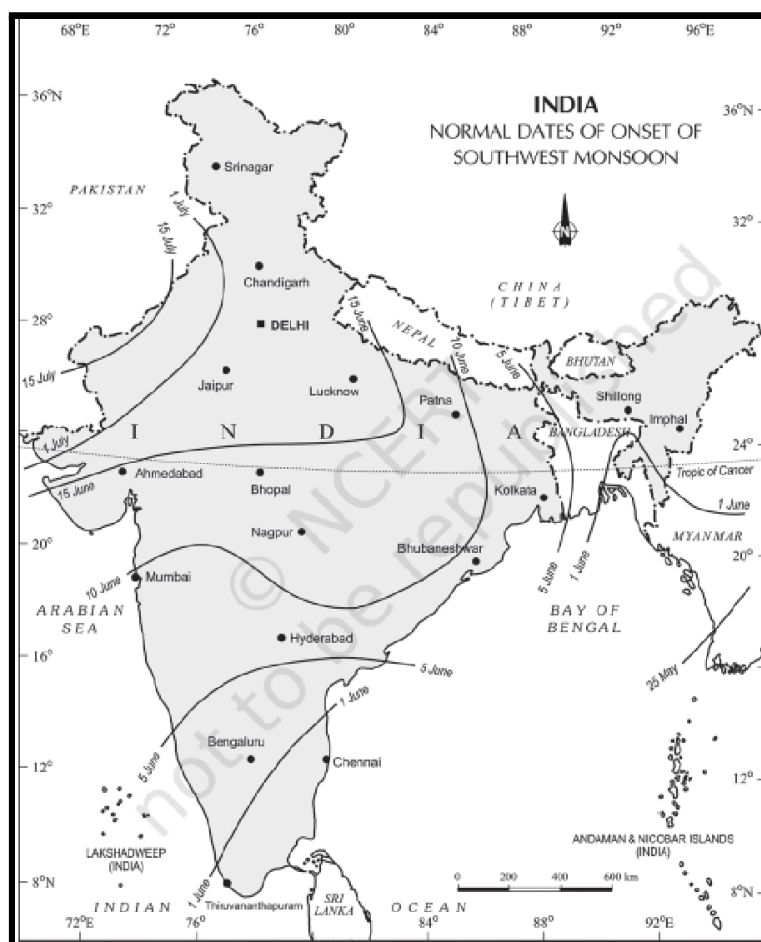 68°E 72° 76° 80° 84° 88° 92° 96°E
36°N
36°N
INDIA
NORMAL DATES OF ONSET OF
SOUTHWEST MONSOON
Srinagar
PAKISTAN
1 July
15 July
32°
32°
N
Chandigarh
CHINA
(TIBET)
15 June
NEPAL
10 June
5 June
28°
28°
DELHI
BHUTAN
15 July
Jaipur
Lucknow
Patna
Shillong
Imphal
1 July
I N D I A
BANGLADESH
24°
24°
Tropic of Cancer
15 June
Ahmedabad
Bhopal
Kolkata
1 June
Nagpur
MYANMAR
20°
20°
Bhubaneshwar
10 June
Mumbai
5 June
1 June
ARABIAN
SEA
BAY OF
BENGAL
Hyderabad
16°
16°
5 June
25 May
1 June
Bengaluru
5 June
Chennai
12°
12°
LAKSHADWEEP
(INDIA)
ANDAMAN & NICOBAR ISLANDS
(INDIA)
0 200 400 600 km
8°N
8°N
1 June
Thiruvananthapuram
SRI
LANKA
INDIAN OCEAN
72°E 76° 80° 84° 88° 92°E
© NCERT
not to be republished